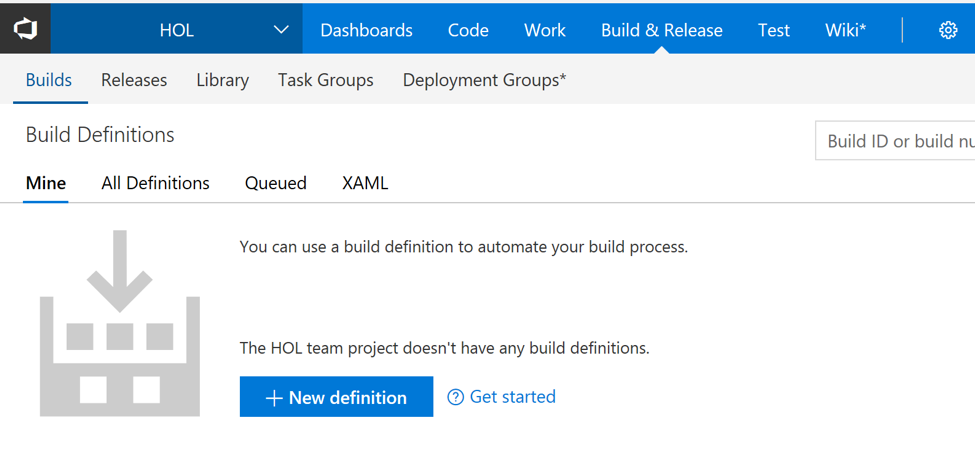 HOL Dashboards Code Work Build & Release Test Wiki*
Builds Releases Library Task Groups Deployment Groups*
Build Definitions
Build ID or build nu
Mine All Definitions Queued XAML
You can use a build definition to automate your build process.
The HOL team project doesn't have any build definitions.
+ New definition ? Get started